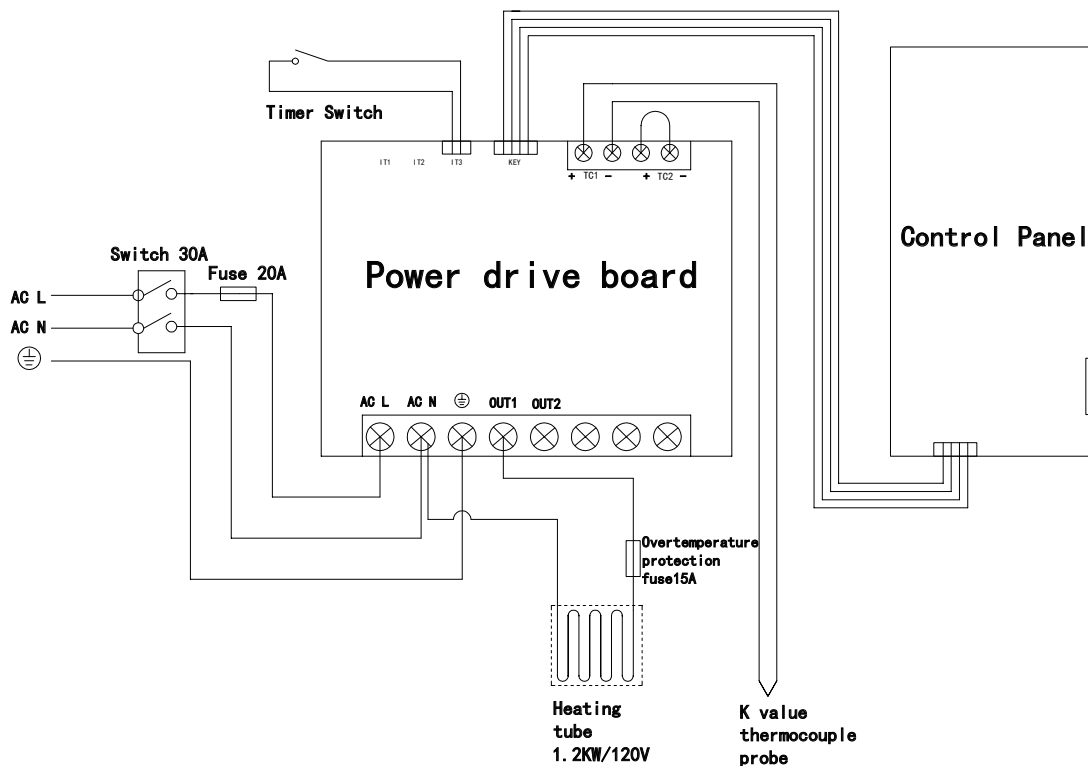 Timer Switch
IT1 IT2 IT3 KEY
+ TC1 - + TC2 -
Control Panel
Switch 30A
Fuse 20A
Power drive board
AC L
AC N
AC L AC N OUT1 OUT2
Overtemperature
protection
fuse15A
Heating
tube
1.2KW/120V
K value
thermocouple
probe